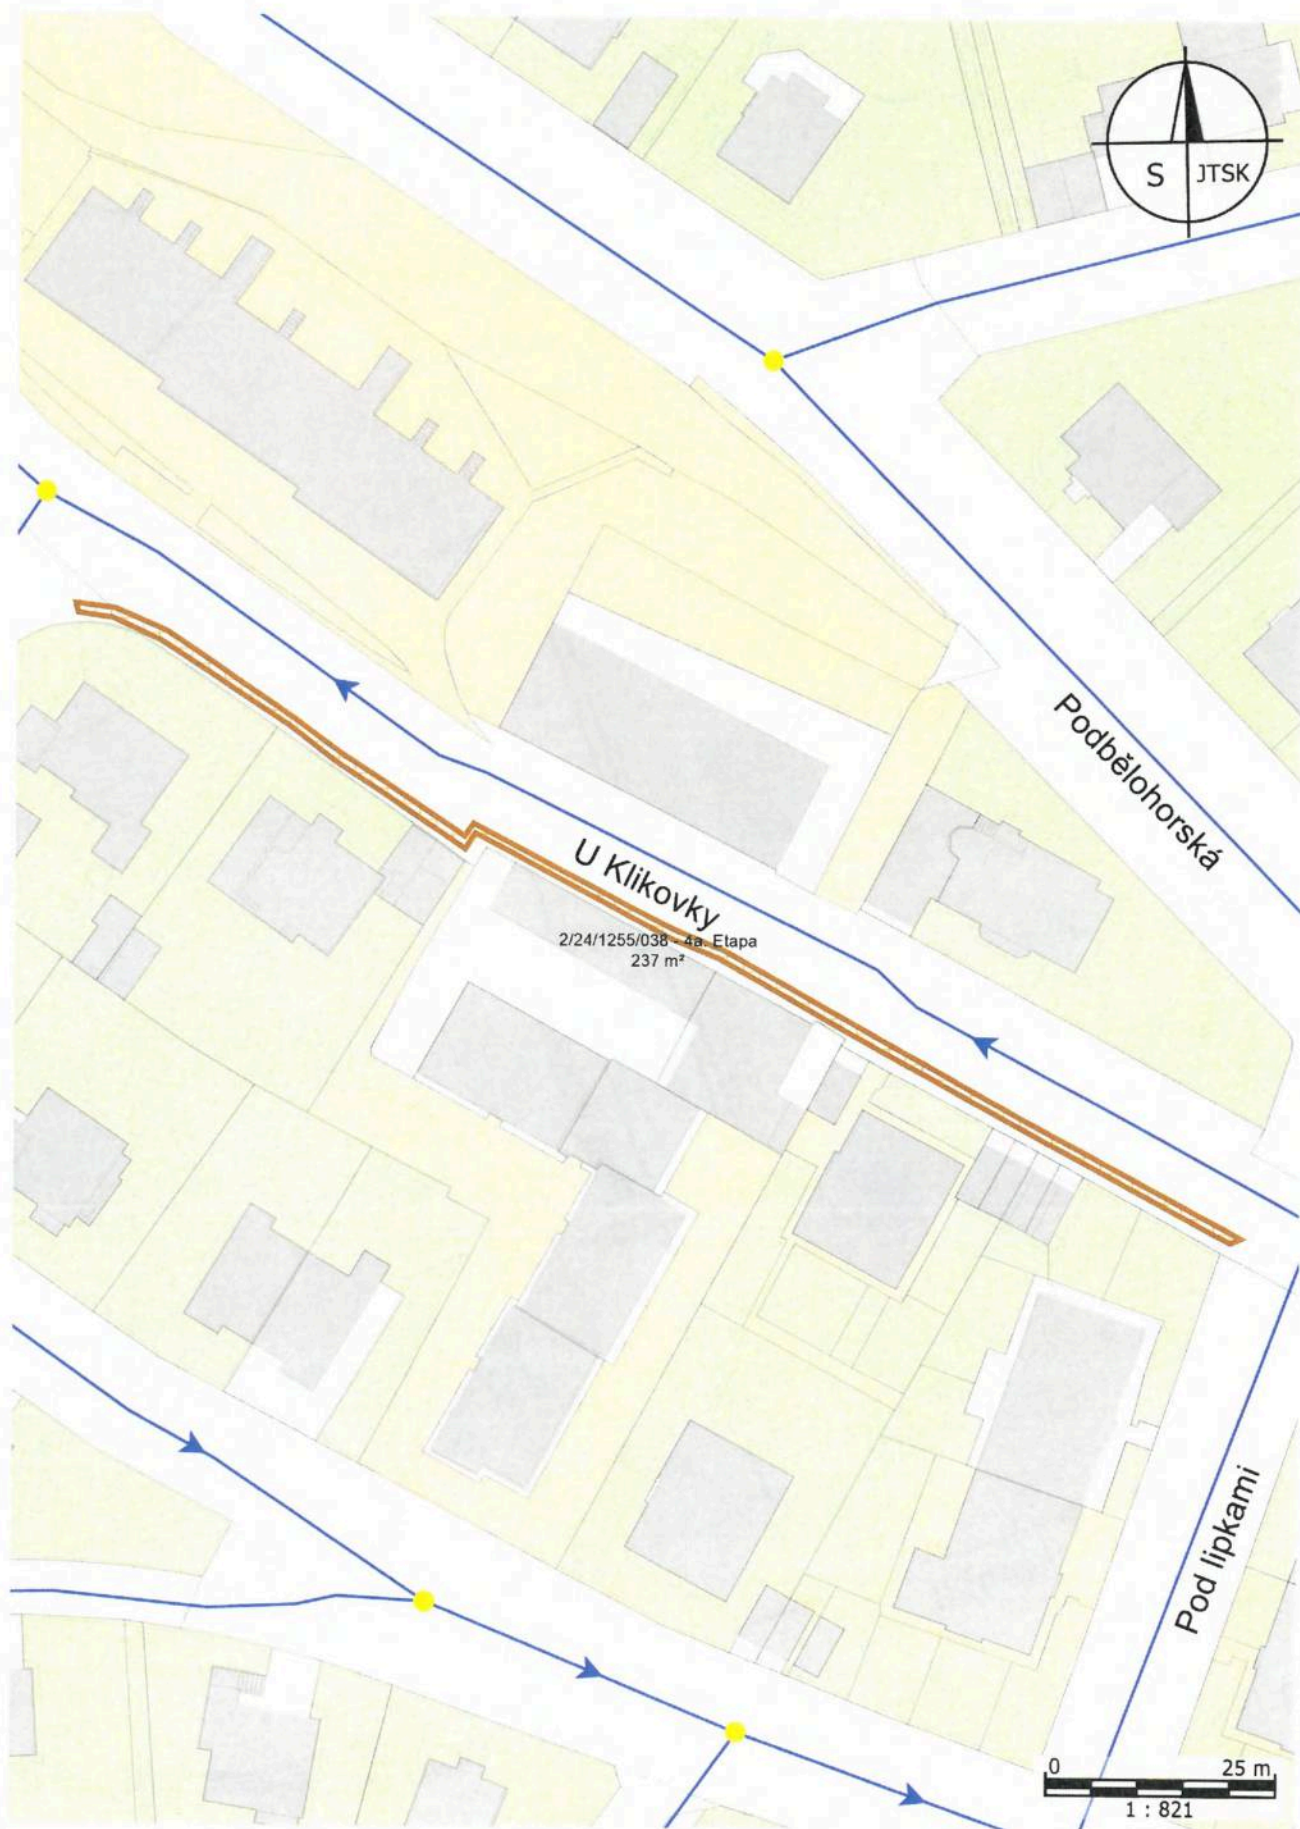 S JTSK
Podbělohorská
U Klikovky
2/24/1255/038 - 4a. Etapa
237 m²
Pod lipkami
0 25 m
1 : 821